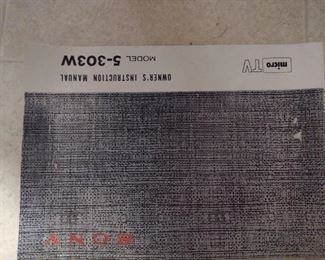 SONY
OWNER'S INSTRUCTION MANUAL
MODEL 5-303W
micro TV